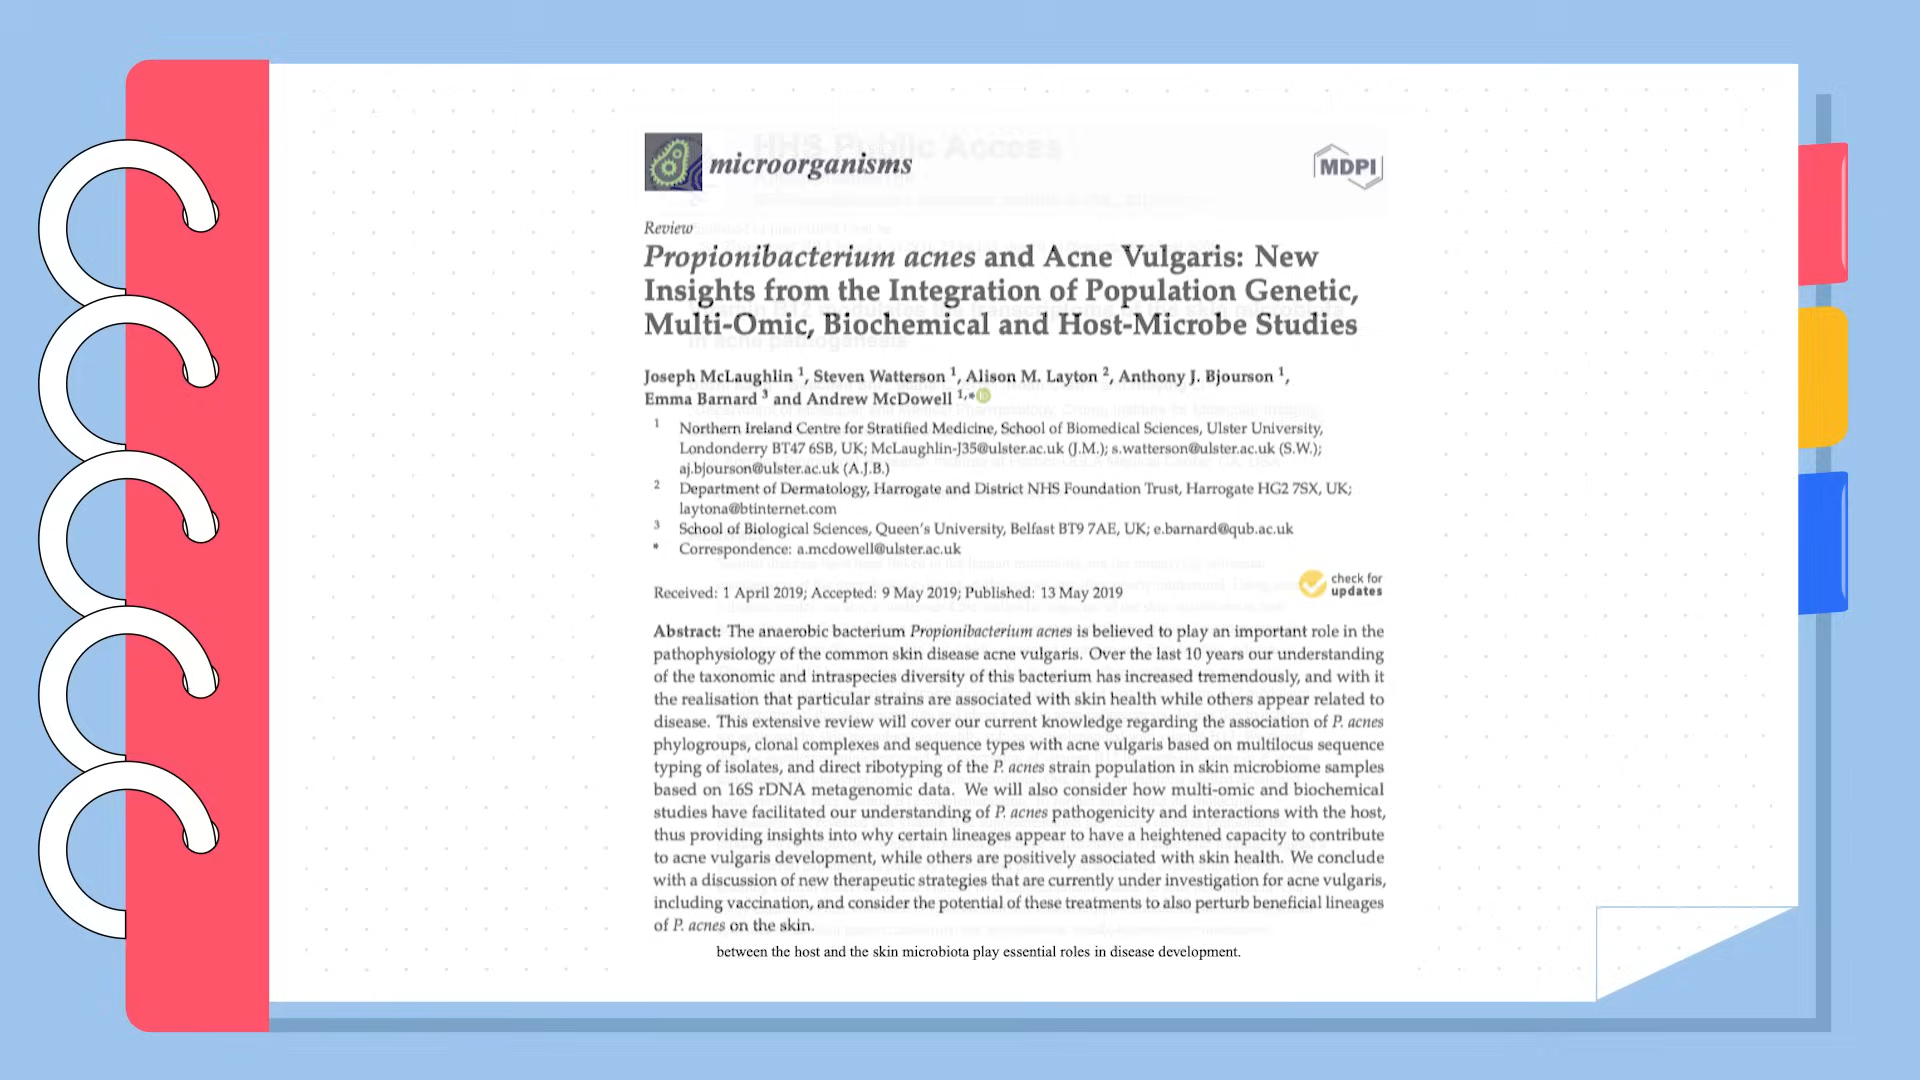 HHS Public Access
microorganisms
MDPI
Review
Propionibacterium acnes and Acne Vulgaris: New
Insights from the Integration of Population Genetic,
Multi-Omic, Biochemical and Host-Microbe Studies
in acne pathogenesis
Joseph McLaughlin 1, Steven Watterson 1, Alison M. Layton 2, Anthony J. Bjourson 1,
Emma Barnard 3 and Andrew McDowell 1,*
1 Northern Ireland Centre for Stratified Medicine, School of Biomedical Sciences, Ulster University,
Londonderry BT47 6SB, UK; McLaughlin-J35@ulster.ac.uk (J.M.); s.watterson@ulster.ac.uk (S.W.);
aj.bjourson@ulster.ac.uk (A.J.B.)
2 Department of Dermatology, Harrogate and District NHS Foundation Trust, Harrogate HG2 7SX, UK;
laytona@btinternet.com
3 School of Biological Sciences, Queen's University, Belfast BT9 7AE, UK; e.barnard@qub.ac.uk
* Correspondence: a.mcdowell@ulster.ac.uk
check for
updates
Received: 1 April 2019; Accepted: 9 May 2019; Published: 13 May 2019
Abstract: The anaerobic bacterium Propionibacterium acnes is believed to play an important role in the
pathophysiology of the common skin disease acne vulgaris. Over the last 10 years our understanding
of the taxonomic and intraspecies diversity of this bacterium has increased tremendously, and with it
the realisation that particular strains are associated with skin health while others appear related to
disease. This extensive review will cover our current knowledge regarding the association of P. acnes
phylogroups, clonal complexes and sequence types with acne vulgaris based on multilocus sequence
typing of isolates, and direct ribotyping of the P. acnes strain population in skin microbiome samples
based on 16S rDNA metagenomic data. We will also consider how multi-omic and biochemical
studies have facilitated our understanding of P. acnes pathogenicity and interactions with the host,
thus providing insights into why certain lineages appear to have a heightened capacity to contribute
to acne vulgaris development, while others are positively associated with skin health. We conclude
with a discussion of new therapeutic strategies that are currently under investigation for acne vulgaris,
including vaccination, and consider the potential of these treatments to also perturb beneficial lineages
of P. acnes on the skin.
between the host and the skin microbiota play essential roles in disease development.